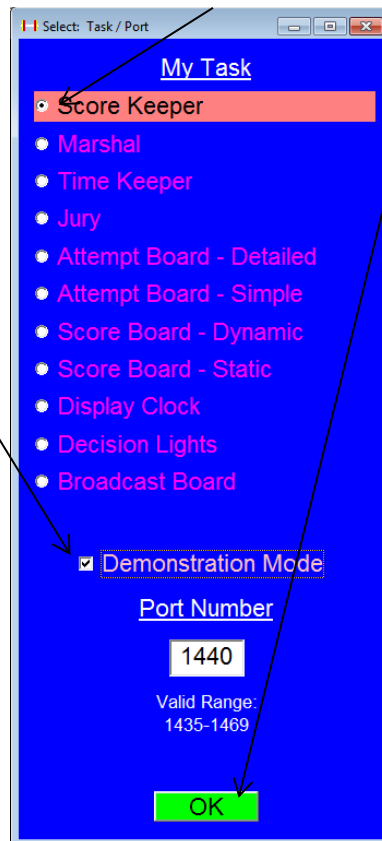 Select: Task / Port
My Task
Score Keeper
Marshal
Time Keeper
Jury
Attempt Board - Detailed
Attempt Board - Simple
Score Board - Dynamic
Score Board - Static
Display Clock
Decision Lights
Broadcast Board
Demonstration Mode
Port Number
1440
Valid Range:
1435-1469
OK